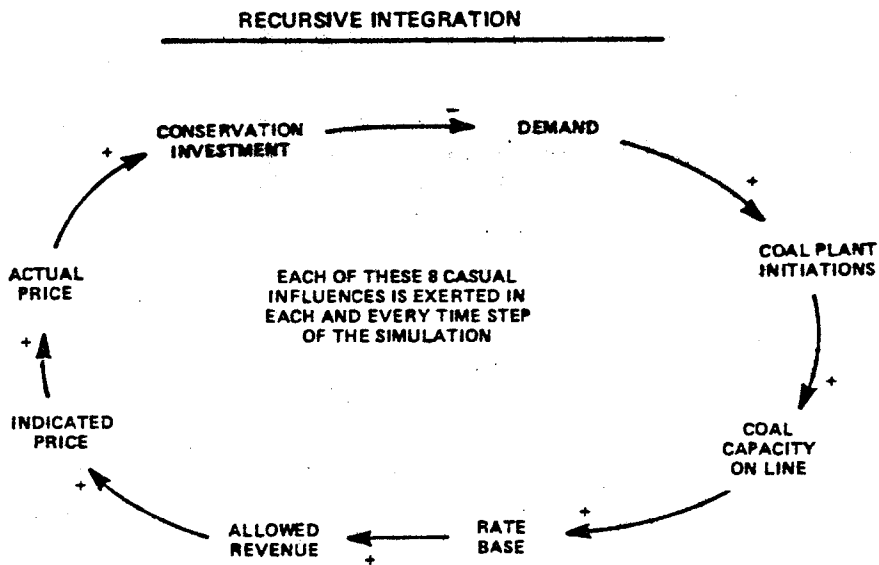 RECURSIVE INTEGRATION
CONSERVATION
INVESTMENT
–
DEMAND
+
+
COAL PLANT
INITIATIONS
ACTUAL
PRICE
EACH OF THESE 8 CASUAL
INFLUENCES IS EXERTED IN
EACH AND EVERY TIME STEP
OF THE SIMULATION
+
+
INDICATED
PRICE
COAL
CAPACITY
ON LINE
+
+
ALLOWED
REVENUE
+
RATE
BASE